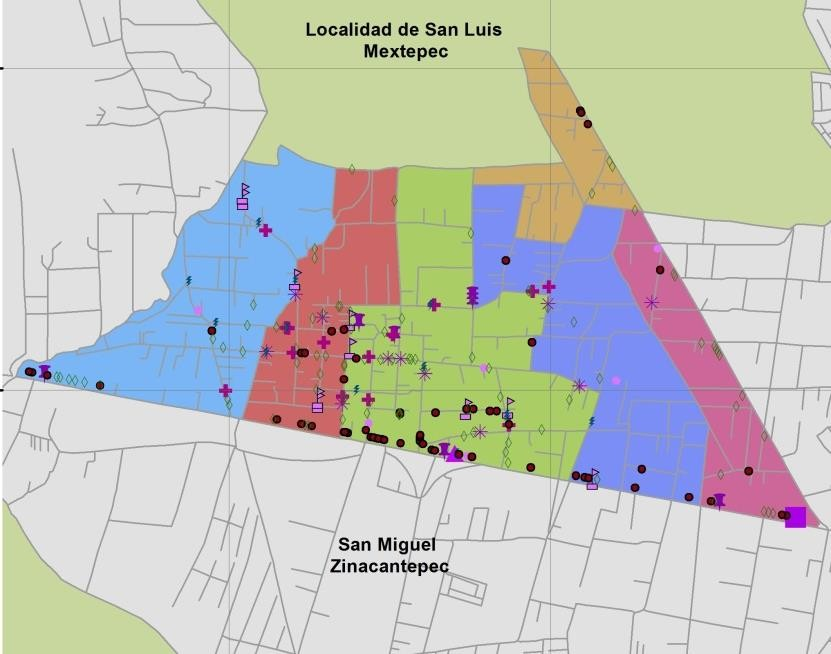 Localidad de San Luis
Mextepec
San Miguel
Zinacantepec